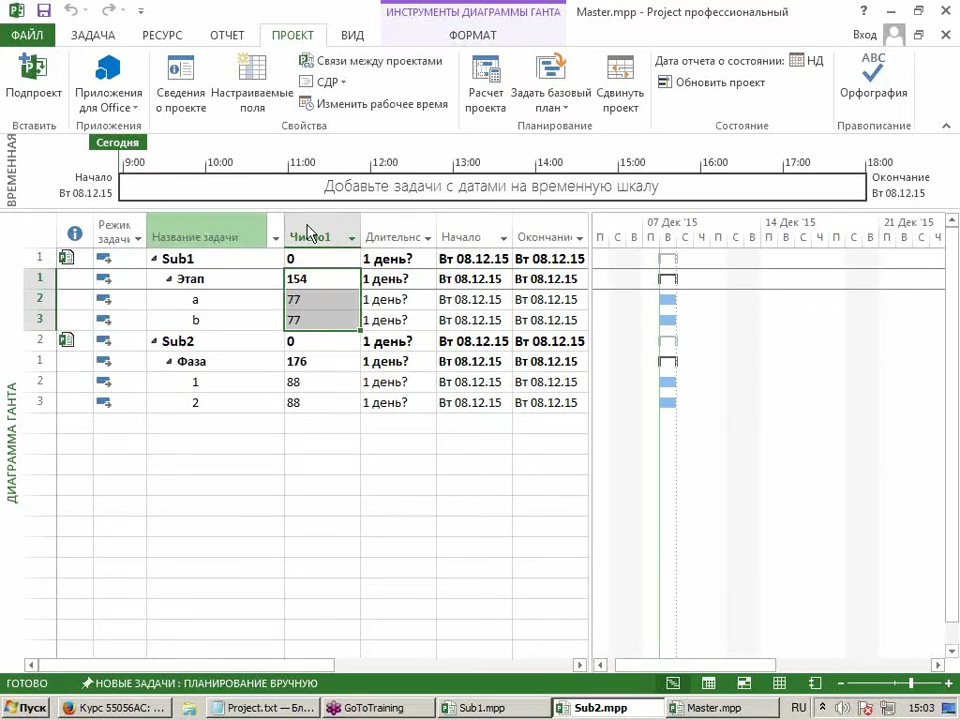 ИНСТРУМЕНТЫ ДИАГРАММЫ ГАНТА
Master.mpp - Project профессиональный
ФАЙЛ ЗАДАЧА РЕСУРС ОТЧЕТ ПРОЕКТ ВИД ФОРМАТ Вход
Подпроект
Приложения для Office
Сведения о проекте
Настраиваемые поля
Связи между проектами
СДР
Изменить рабочее время
Расчет проекта
Задать базовый план
Сдвинуть проект
Дата отчета о состоянии: НД
Обновить проект
ABC
Орфография
Вставить Приложения Свойства Планирование Состояние Правописание
ВРЕМЕННАЯ
Сегодня
9:00 10:00 11:00 12:00 13:00 14:00 15:00 16:00 17:00 18:00
Начало
Вт 08.12.15
Добавьте задачи с датами на временную шкалу
Окончание
Вт 08.12.15
ДИАГРАММА ГАНТА
Режим задачи Название задачи Число1 Длительнс Начало Окончани
07 Дек '15 14 Дек '15 21 Дек '15
П С В В П С Ч В П С В В П С Ч
1 Sub1 0 1 день? Вт 08.12.15 Вт 08.12.15
1 Этап 154 1 день? Вт 08.12.15 Вт 08.12.15
2 a 77 1 день? Вт 08.12.15 Вт 08.12.15
3 b 77 1 день? Вт 08.12.15 Вт 08.12.15
2 Sub2 0 1 день? Вт 08.12.15 Вт 08.12.15
1 Фаза 176 1 день? Вт 08.12.15 Вт 08.12.15
2 1 88 1 день? Вт 08.12.15 Вт 08.12.15
3 2 88 1 день? Вт 08.12.15 Вт 08.12.15
ГОТОВО НОВЫЕ ЗАДАЧИ : ПЛАНИРОВАНИЕ ВРУЧНУЮ
Пуск Курс 55056AC: ... Project.txt — Бл... GoToTraining Sub1.mpp Sub2.mpp Master.mpp RU 15:03